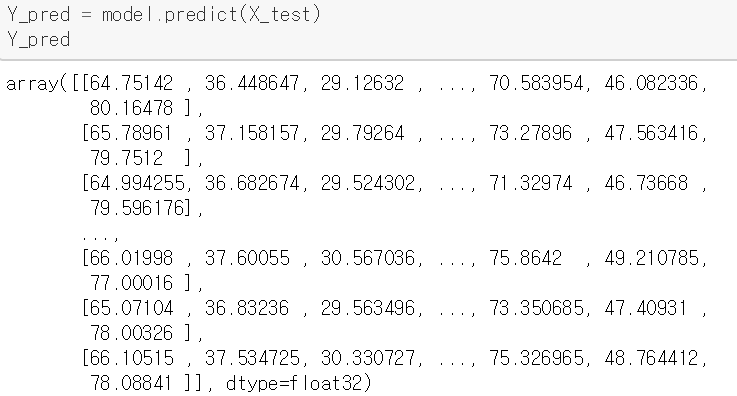 Y_pred = model.predict(X_test)
Y_pred
array([[64.75142 , 36.448647, 29.12632 , ..., 70.583954, 46.082336,
        80.16478 ],
       [65.78961 , 37.158157, 29.79264 , ..., 73.27896 , 47.563416,
        79.7512  ],
       [64.994255, 36.682674, 29.524302, ..., 71.32974 , 46.73668 ,
        79.596176],
       ...,
       [66.01998 , 37.60055 , 30.567036, ..., 75.8642  , 49.210785,
        77.00016 ],
       [65.07104 , 36.83236 , 29.563496, ..., 73.350685, 47.40931 ,
        78.00326 ],
       [66.10515 , 37.534725, 30.330727, ..., 75.326965, 48.764412,
        78.08841 ]], dtype=float32)